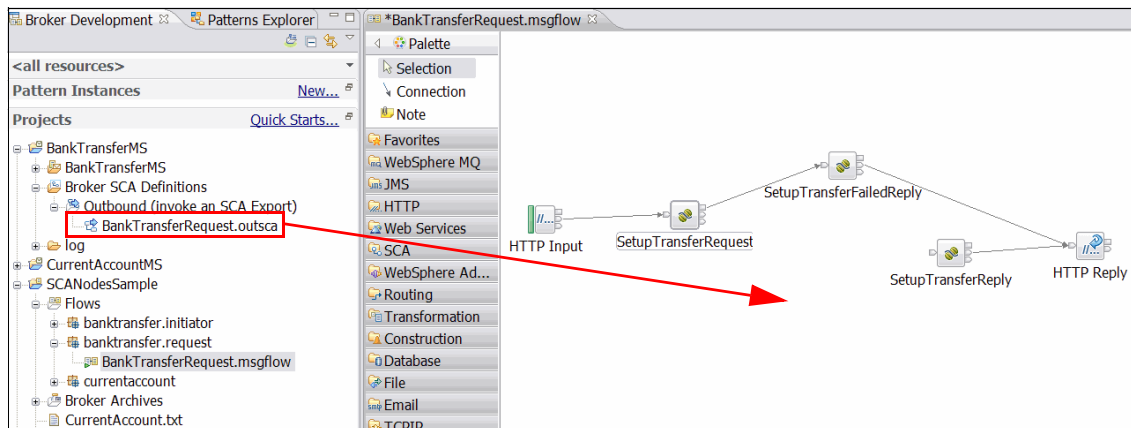 Broker Development
Patterns Explorer
<all resources>
Pattern Instances
New...
Projects
Quick Starts...
BankTransferMS
BankTransferMS
Broker SCA Definitions
Outbound (invoke an SCA Export)
BankTransferRequest.outsca
log
CurrentAccountMS
SCANodesSample
Flows
banktransfer.initiator
banktransfer.request
BankTransferRequest.msgflow
currentaccount
Broker Archives
CurrentAccount.txt
*BankTransferRequest.msgflow
Palette
Selection
Connection
Note
Favorites
WebSphere MQ
JMS
HTTP
Web Services
SCA
WebSphere Ad...
Routing
Transformation
Construction
Database
File
Email
TCPIP
HTTP Input
SetupTransferRequest
SetupTransferFailedReply
SetupTransferReply
HTTP Reply